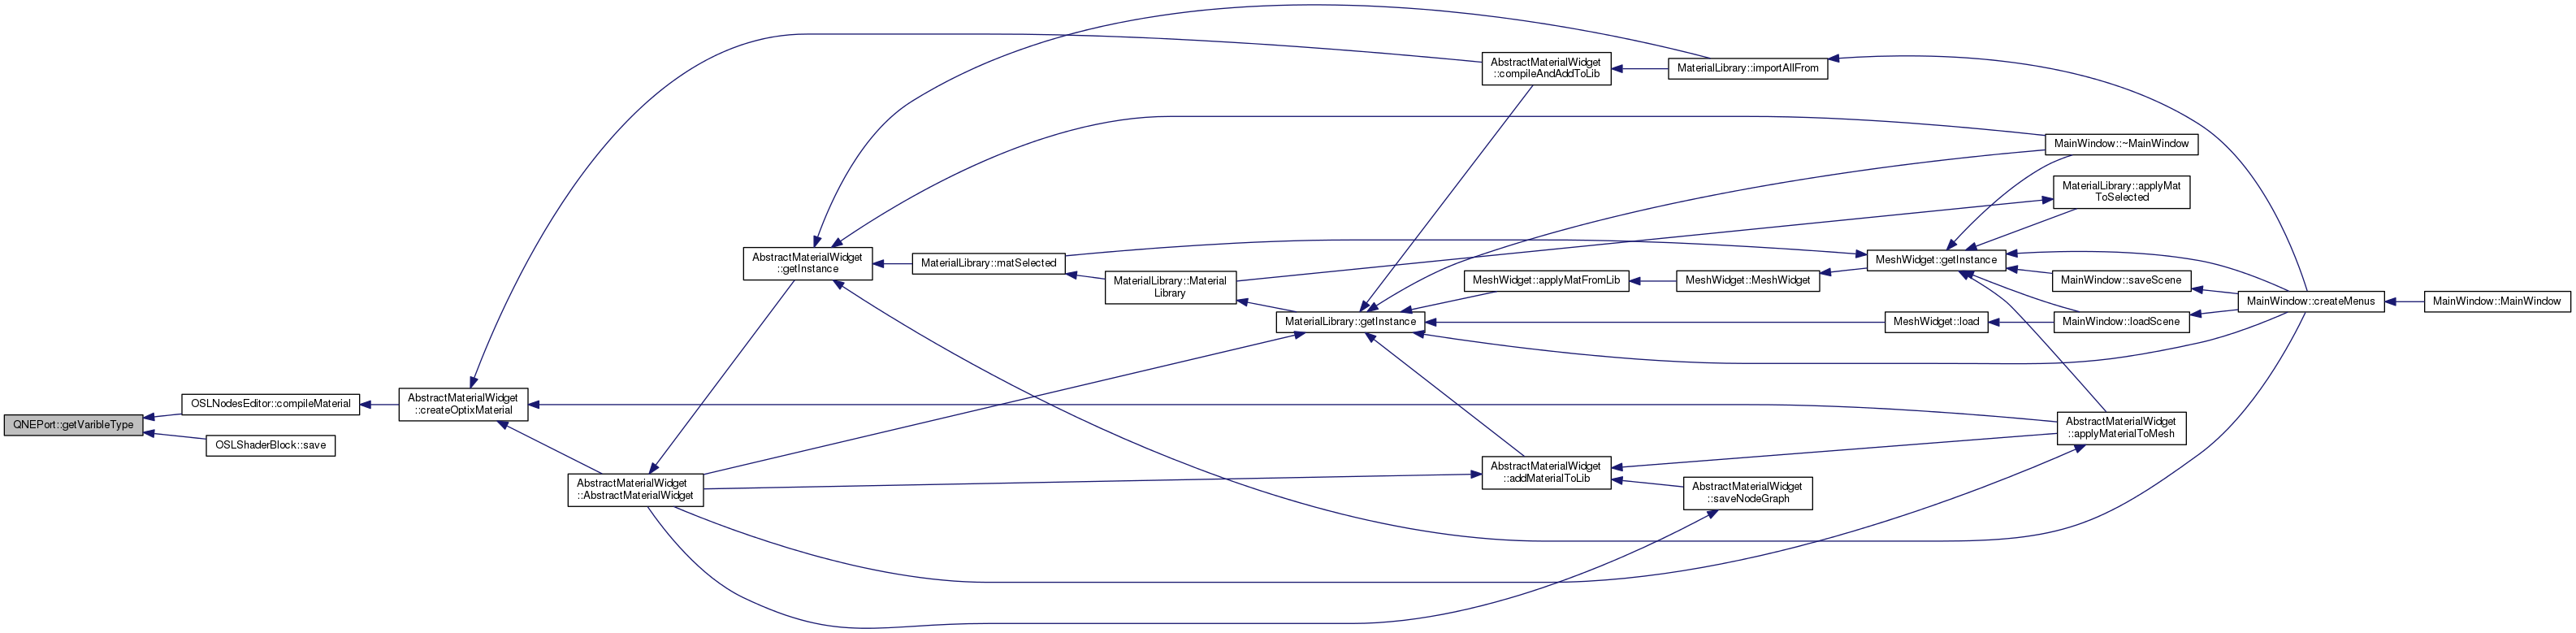 QNEPort::getVaribleType
OSLNodesEditor::compileMaterial
OSLShaderBlock::save
AbstractMaterialWidget
::createOptixMaterial
AbstractMaterialWidget
::AbstractMaterialWidget
AbstractMaterialWidget
::getInstance
MaterialLibrary::matSelected
MaterialLibrary::Material
Library
MaterialLibrary::getInstance
AbstractMaterialWidget
::compileAndAddToLib
MeshWidget::applyMatFromLib
AbstractMaterialWidget
::addMaterialToLib
MaterialLibrary::importAllFrom
MeshWidget::MeshWidget
AbstractMaterialWidget
::saveNodeGraph
MeshWidget::getInstance
MeshWidget::load
MainWindow::~MainWindow
MaterialLibrary::applyMat
ToSelected
MainWindow::saveScene
MainWindow::loadScene
AbstractMaterialWidget
::applyMaterialToMesh
MainWindow::createMenus
MainWindow::MainWindow